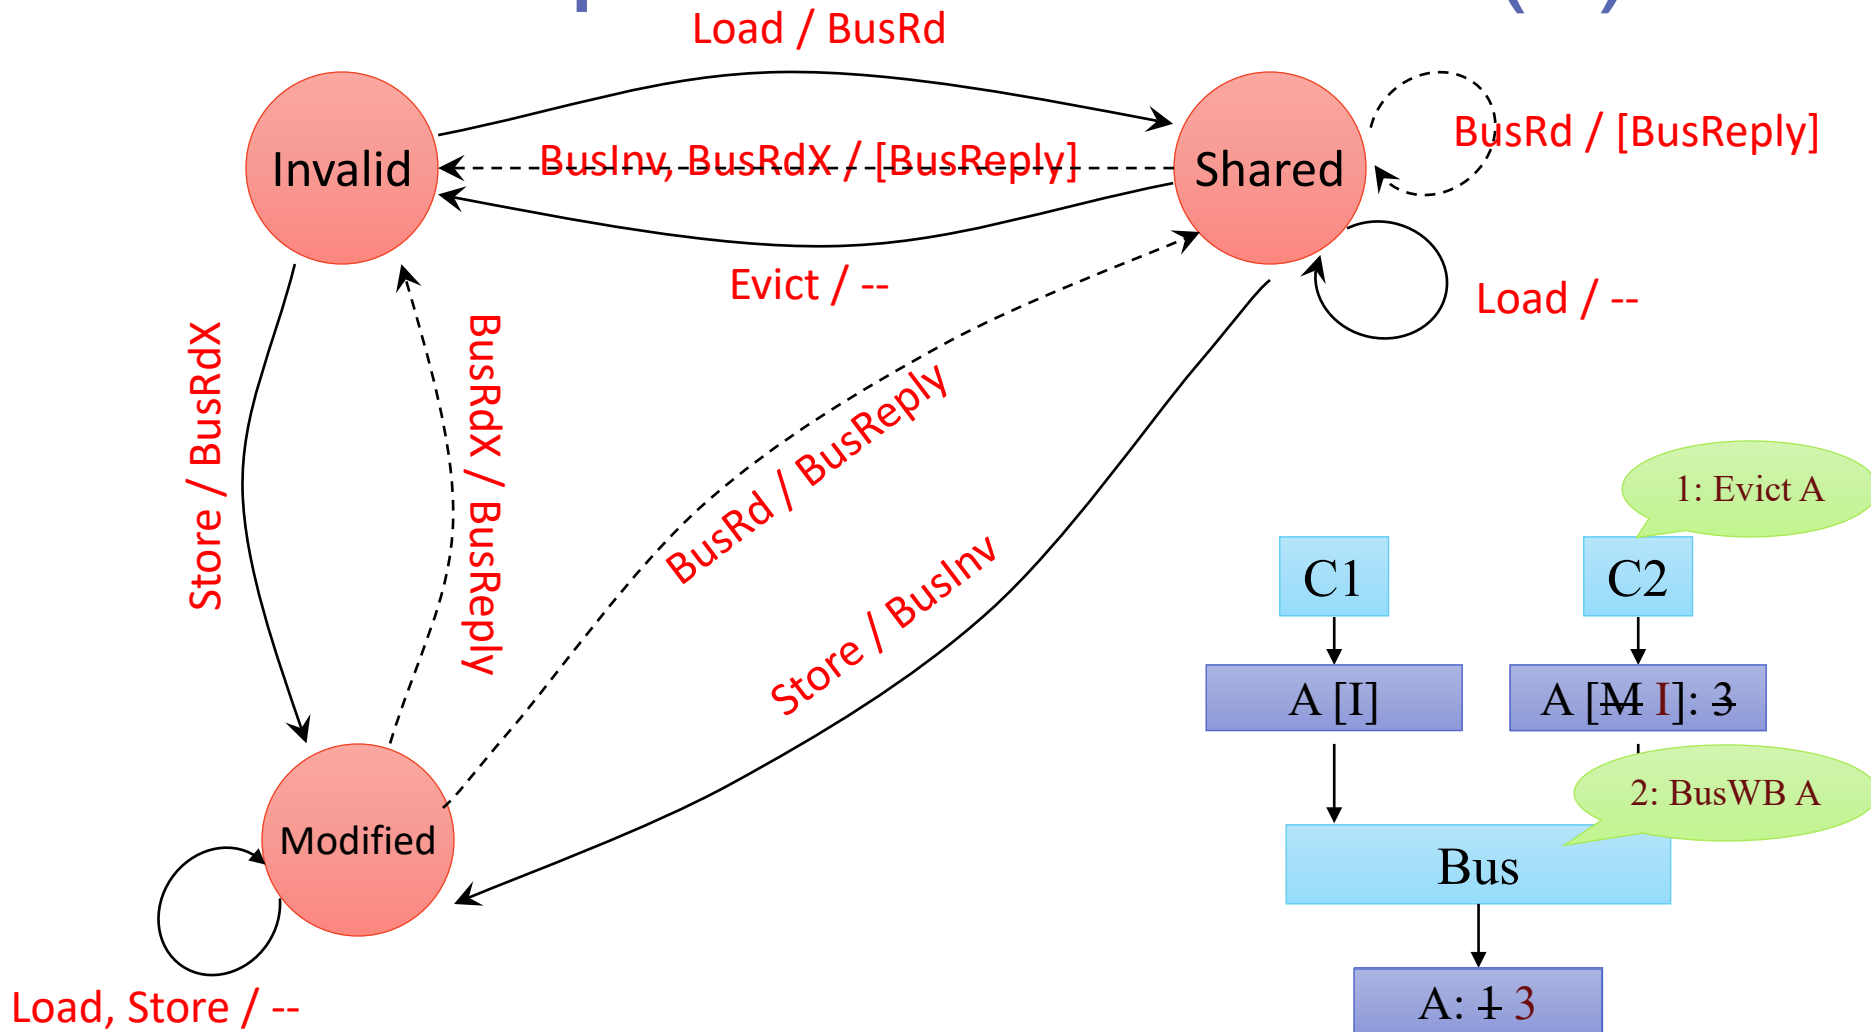 Load / BusRd
Invalid
BusInv, BusRdX / [BusReply]
Shared
BusRd / [BusReply]
Evict / --
Load / --
Store / BusRdX
BusRdX / BusReply
BusRd / BusReply
Store / BusInv
Modified
Load, Store / --
1: Evict A
C1
C2
A [I]
A [M I]: 3
2: BusWB A
Bus
A: 1 3